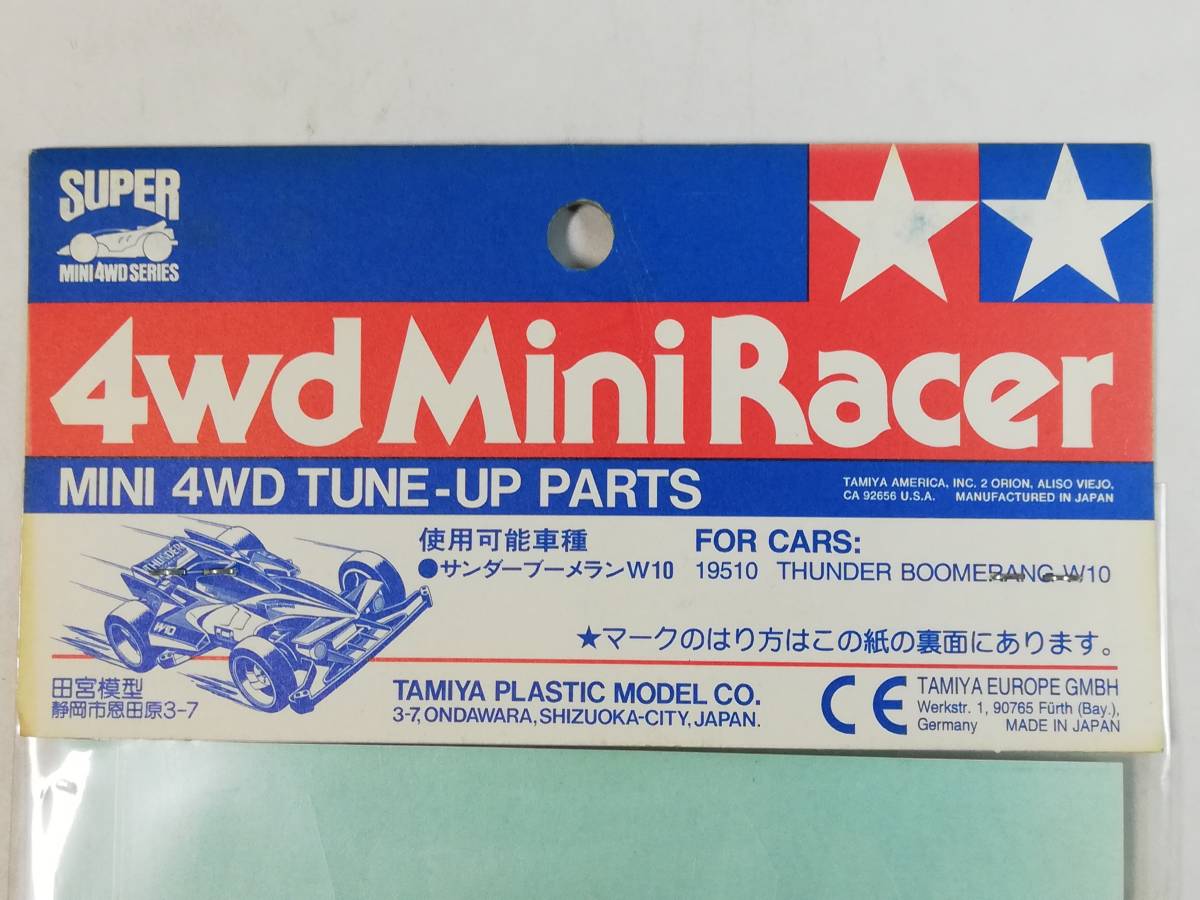 SUPER
MINI 4WD SERIES
4wd Mini Racer
MINI 4WD TUNE-UP PARTS
TAMIYA AMERICA, INC. 2 ORION, ALISO VIEJO,
CA 92656 U.S.A. MANUFACTURED IN JAPAN
使用可能車種
●サンダーブーメランW10
FOR CARS:
19510 THUNDER BOOMERANG W10
THUNDER
W10
★マークのはり方はこの紙の裏面にあります。
田宮模型
静岡市恩田原3-7
TAMIYA PLASTIC MODEL CO.
3-7, ONDAWARA, SHIZUOKA-CITY, JAPAN.
CE
TAMIYA EUROPE GMBH
Werkstr. 1, 90765 Fürth (Bay.),
Germany MADE IN JAPAN